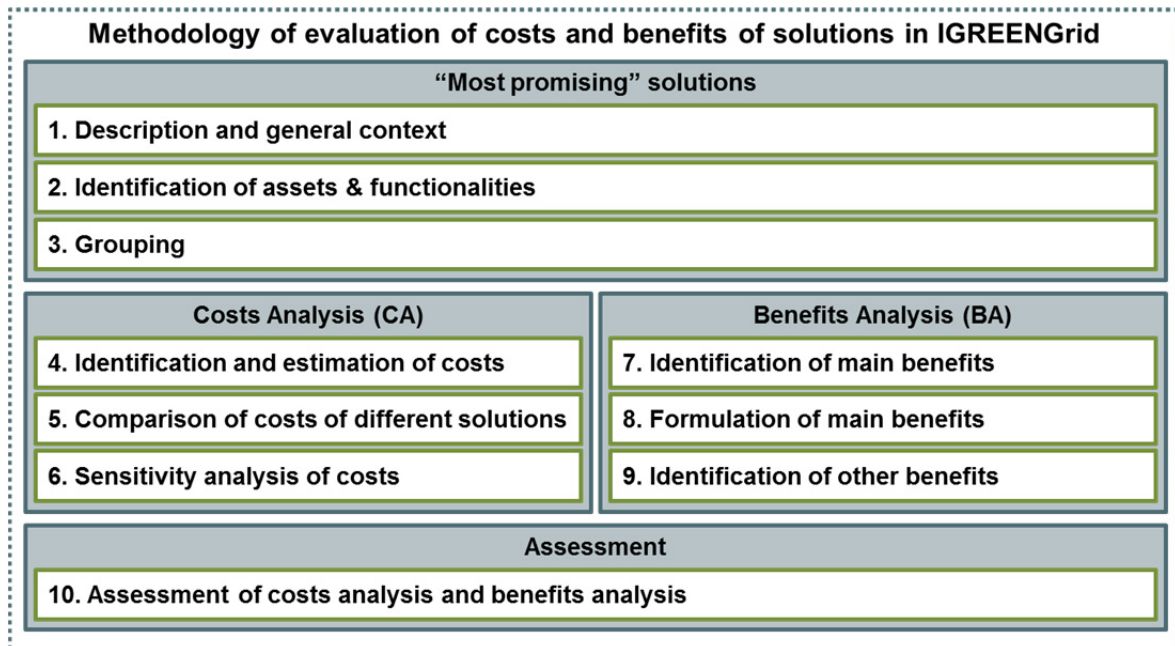 Methodology of evaluation of costs and benefits of solutions in IGREENGrid
“Most promising” solutions
1. Description and general context
2. Identification of assets & functionalities
3. Grouping
Costs Analysis (CA)
4. Identification and estimation of costs
5. Comparison of costs of different solutions
6. Sensitivity analysis of costs
Benefits Analysis (BA)
7. Identification of main benefits
8. Formulation of main benefits
9. Identification of other benefits
Assessment
10. Assessment of costs analysis and benefits analysis